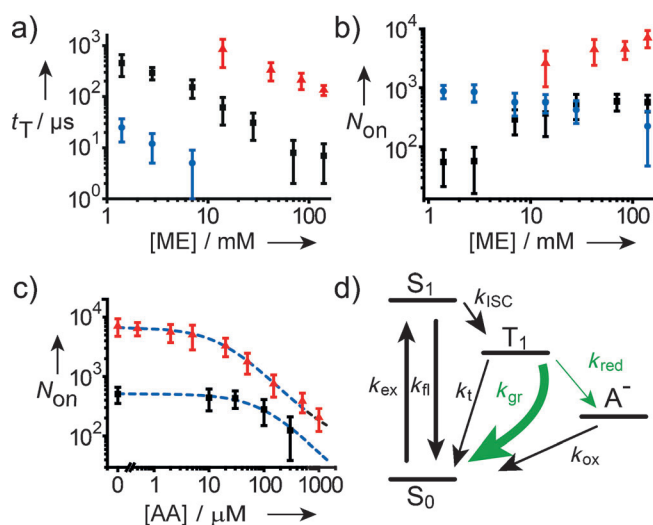 a)
10³
10²
10¹
10⁰
t_T / μs
1
10
100
[ME] / mM
b)
10⁴
10³
10²
N_on
1
10
100
[ME] / mM
c)
10⁴
10³
10²
N_on
0
1
10
100
1000
[AA] / μM
d)
S₁
k_ISC
T₁
k_red
k_ex
k_fl
k_t
k_gr
A⁻
k_ox
S₀